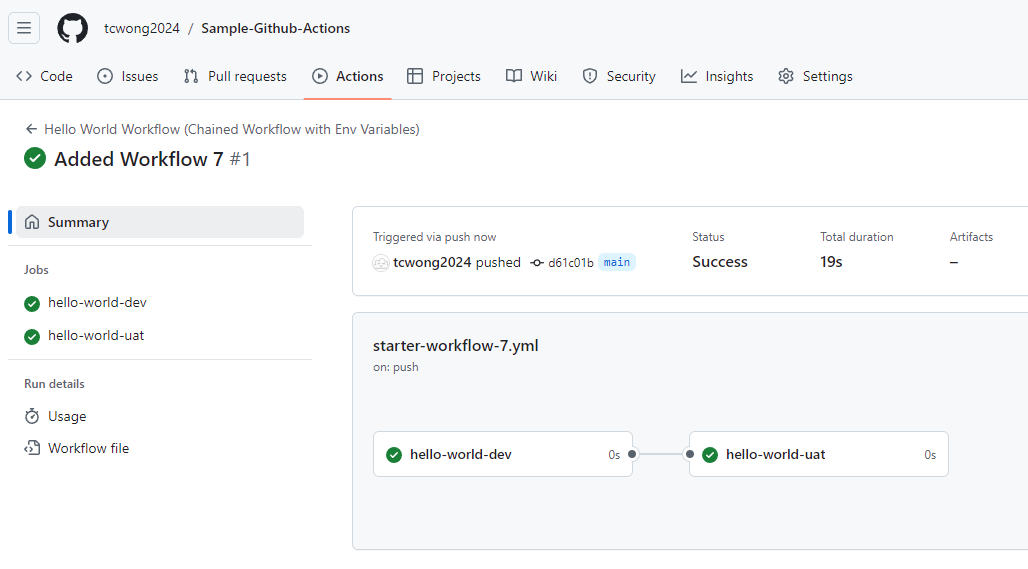 tcwong2024 / Sample-Github-Actions
Code Issues Pull requests Actions Projects Wiki Security Insights Settings
Hello World Workflow (Chained Workflow with Env Variables)
Added Workflow 7 #1
Summary
Jobs
hello-world-dev
hello-world-uat
Run details
Usage
Workflow file
Triggered via push now
tcwong2024 pushed d61c01b main
Status
Success
Total duration
19s
Artifacts
–
starter-workflow-7.yml
on: push
hello-world-dev 0s
hello-world-uat 0s